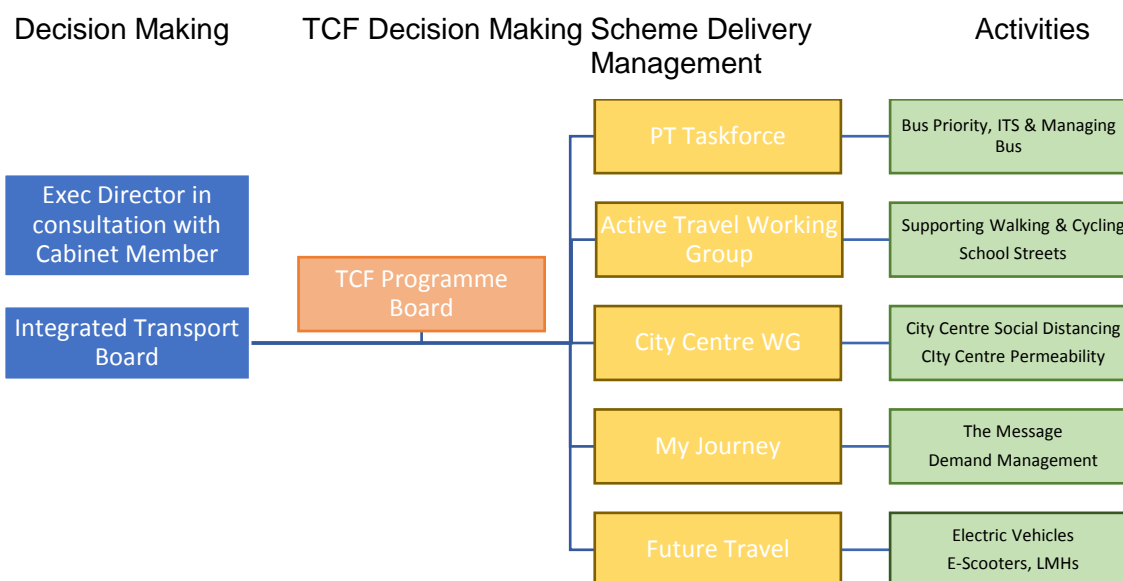 Decision Making
TCF Decision Making
Scheme Delivery
Management
Activities
Exec Director in
consultation with
Cabinet Member
Integrated Transport
Board
TCF Programme
Board
PT Taskforce
Bus Priority, ITS & Managing
Bus
Active Travel Working
Group
Supporting Walking & Cycling
School Streets
City Centre WG
City Centre Social Distancing
CIty Centre Permeability
My Journey
The Message
Demand Management
Future Travel
Electric Vehicles
E-Scooters, LMHs